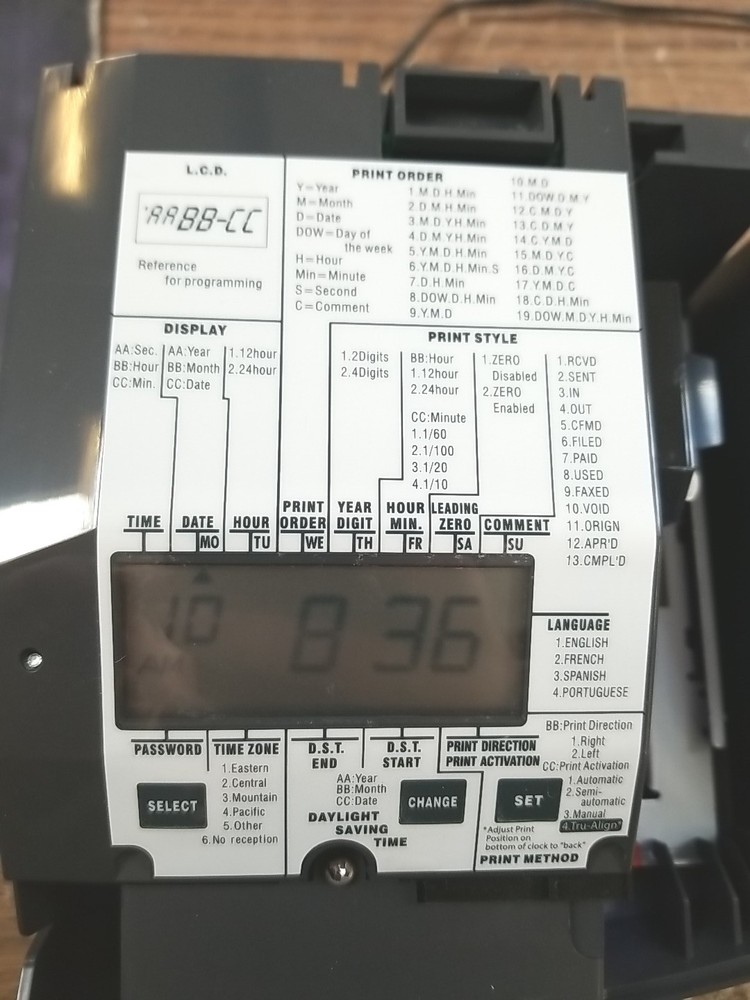 L.C.D.
AABB-CC
Reference
for programming
PRINT ORDER
Y=Year
M=Month
D=Date
DOW=Day of
the week
H=Hour
Min=Minute
S=Second
C=Comment
1.M.D.H.Min
2.D.M.H.Min
3.M.D.Y.H.Min
4.D.M.Y.H.Min
5.Y.M.D.H.Min
6.Y.M.D.H.Min.S
7.D.H.Min
8.DOW.D.H.Min
9.Y.M.D
10.M.D
11.DOW.D.M.Y
12.C.M.D.Y
13.C.D.M.Y
14.C.Y.M.D
15.M.D.Y.C
16.D.M.Y.C
17.Y.M.D.C
18.C.D.H.Min
19.DOW.M.D.Y.H.Min
DISPLAY
AA:Sec.
BB:Hour
CC:Min.
AA:Year
BB:Month
CC:Date
1.12hour
2.24hour
PRINT STYLE
1.2Digits
2.4Digits
BB:Hour
1.12hour
2.24hour
CC:Minute
1.1/60
2.1/100
3.1/20
4.1/10
1.ZERO
Disabled
2.ZERO
Enabled
1.RCVD
2.SENT
3.IN
4.OUT
5.CFMD
6.FILED
7.PAID
8.USED
9.FAXED
10.VOID
11.ORIGN
12.APR'D
13.CMPL'D
TIME
DATE
HOUR
PRINT
ORDER
YEAR
DIGIT
HOUR
MIN.
LEADING
ZERO
COMMENT
MO
TU
WE
TH
FR
SA
SU
10 8 36
AM
LANGUAGE
1.ENGLISH
2.FRENCH
3.SPANISH
4.PORTUGUESE
PASSWORD
TIME ZONE
1.Eastern
2.Central
3.Mountain
4.Pacific
5.Other
6.No reception
D.S.T.
END
D.S.T.
START
AA:Year
BB:Month
CC:Date
DAYLIGHT
SAVING
TIME
PRINT DIRECTION
PRINT ACTIVATION
BB:Print Direction
1.Right
2.Left
CC:Print Activation
1.Automatic
2.Semi-
automatic
3.Manual
4.Tru-Align*
SELECT
CHANGE
SET
*Adjust Print
Position on
bottom of clock to "back"
PRINT METHOD